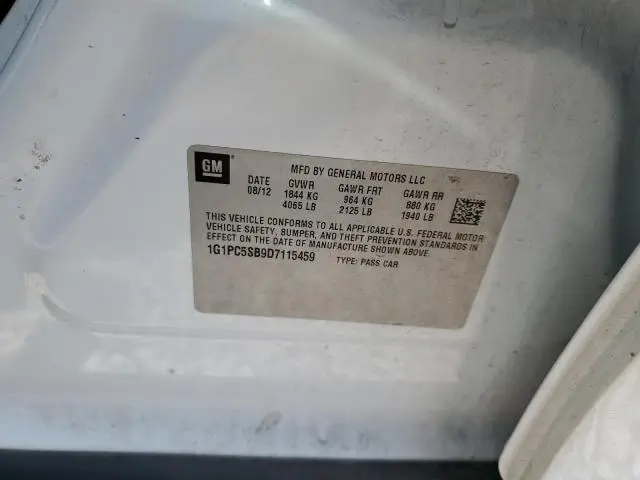 GM
MFD BY GENERAL MOTORS LLC
DATE GVWR GAWR FRT GAWR RR
08/12 1844 KG 964 KG 880 KG
4065 LB 2125 LB 1940 LB
THIS VEHICLE CONFORMS TO ALL APPLICABLE U.S. FEDERAL MOTOR
VEHICLE SAFETY, BUMPER, AND THEFT PREVENTION STANDARDS IN
EFFECT ON THE DATE OF MANUFACTURE SHOWN ABOVE.
1G1PC5SB9D7115459 TYPE: PASS CAR